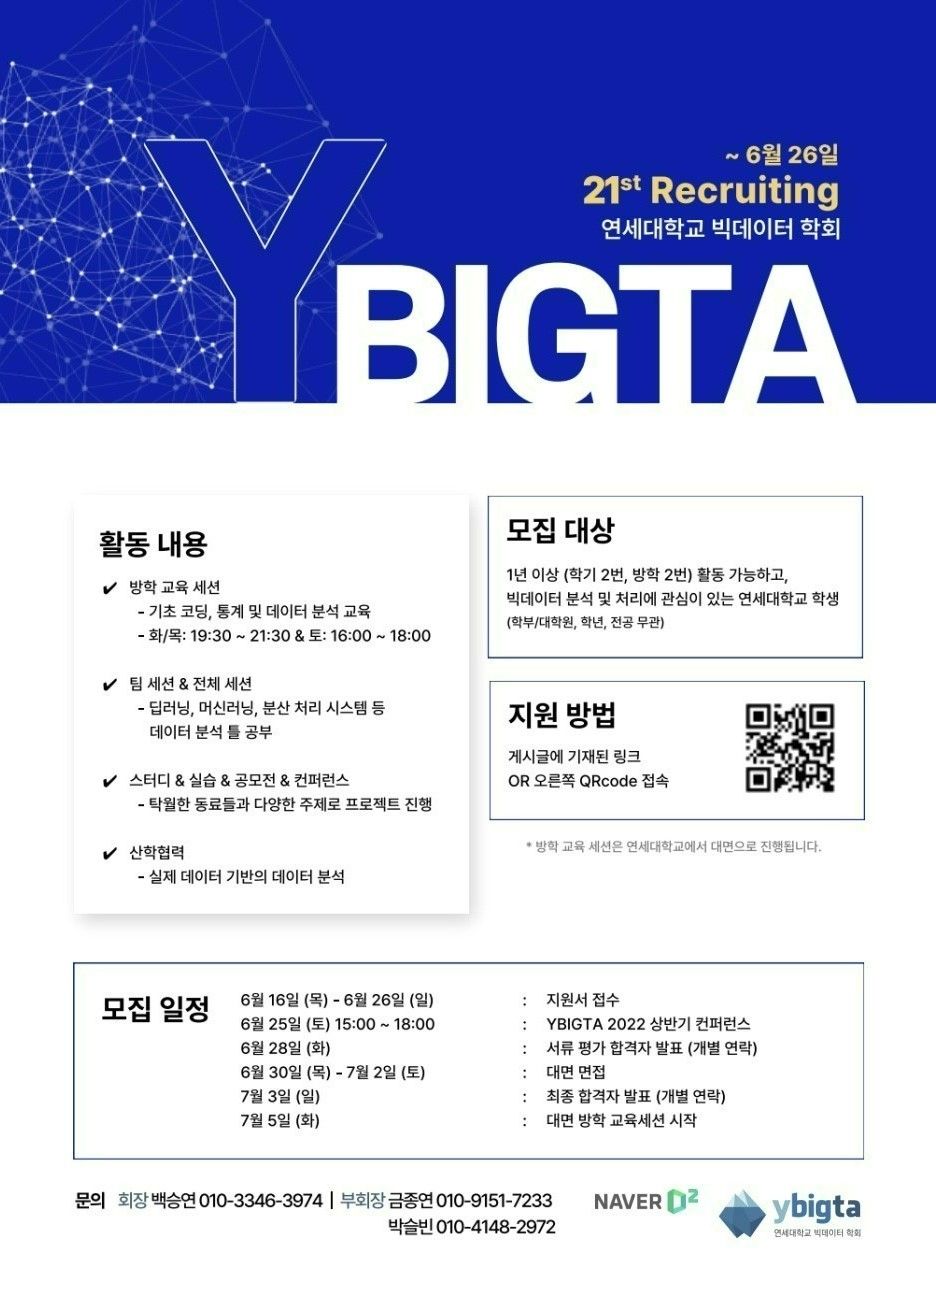 ~ 6월 26일
21st Recruiting
연세대학교 빅데이터 학회
YBIGTA
활동 내용
✔ 방학 교육 세션
- 기초 코딩, 통계 및 데이터 분석 교육
- 화/목: 19:30 ~ 21:30 & 토: 16:00 ~ 18:00
✔ 팀 세션 & 전체 세션
- 딥러닝, 머신러닝, 분산 처리 시스템 등
데이터 분석 틀 공부
✔ 스터디 & 실습 & 공모전 & 컨퍼런스
- 탁월한 동료들과 다양한 주제로 프로젝트 진행
✔ 산학협력
- 실제 데이터 기반의 데이터 분석
모집 대상
1년 이상 (학기 2번, 방학 2번) 활동 가능하고,
빅데이터 분석 및 처리에 관심이 있는 연세대학교 학생
(학부/대학원, 학년, 전공 무관)
지원 방법
게시글에 기재된 링크
OR 오른쪽 QRcode 접속
* 방학 교육 세션은 연세대학교에서 대면으로 진행됩니다.
모집 일정
6월 16일 (목) - 6월 26일 (일) : 지원서 접수
6월 25일 (토) 15:00 ~ 18:00 : YBIGTA 2022 상반기 컨퍼런스
6월 28일 (화) : 서류 평가 합격자 발표 (개별 연락)
6월 30일 (목) - 7월 2일 (토) : 대면 면접
7월 3일 (일) : 최종 합격자 발표 (개별 연락)
7월 5일 (화) : 대면 방학 교육세션 시작
문의 회장 백승연 010-3346-3974 | 부회장 금종연 010-9151-7233
박슬빈 010-4148-2972
NAVER D2
ybigta
연세대학교 빅데이터 학회